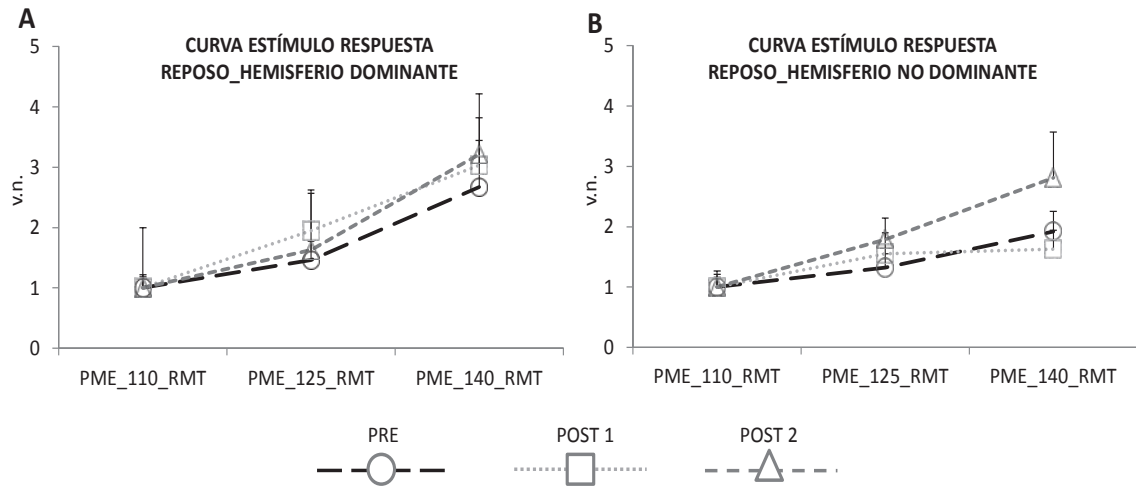 A
CURVA ESTÍMULO RESPUESTA
REPOSO_HEMISFERIO DOMINANTE
5
4
3
2
1
0
v.n.
PME_110_RMT PME_125_RMT PME_140_RMT
B
CURVA ESTÍMULO RESPUESTA
REPOSO_HEMISFERIO NO DOMINANTE
5
4
3
2
1
0
v.n.
PME_110_RMT PME_125_RMT PME_140_RMT
PRE POST 1 POST 2